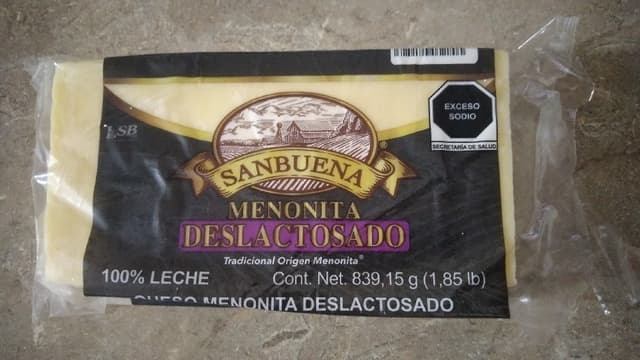 EXCESO
SODIO
SECRETARÍA DE SALUD
LSB
SANBUENA®
MENONITA
DESLACTOSADO
Tradicional Origen Menonita®
100% LECHE
Cont. Net. 839,15 g (1,85 lb)
QUESO MENONITA DESLACTOSADO